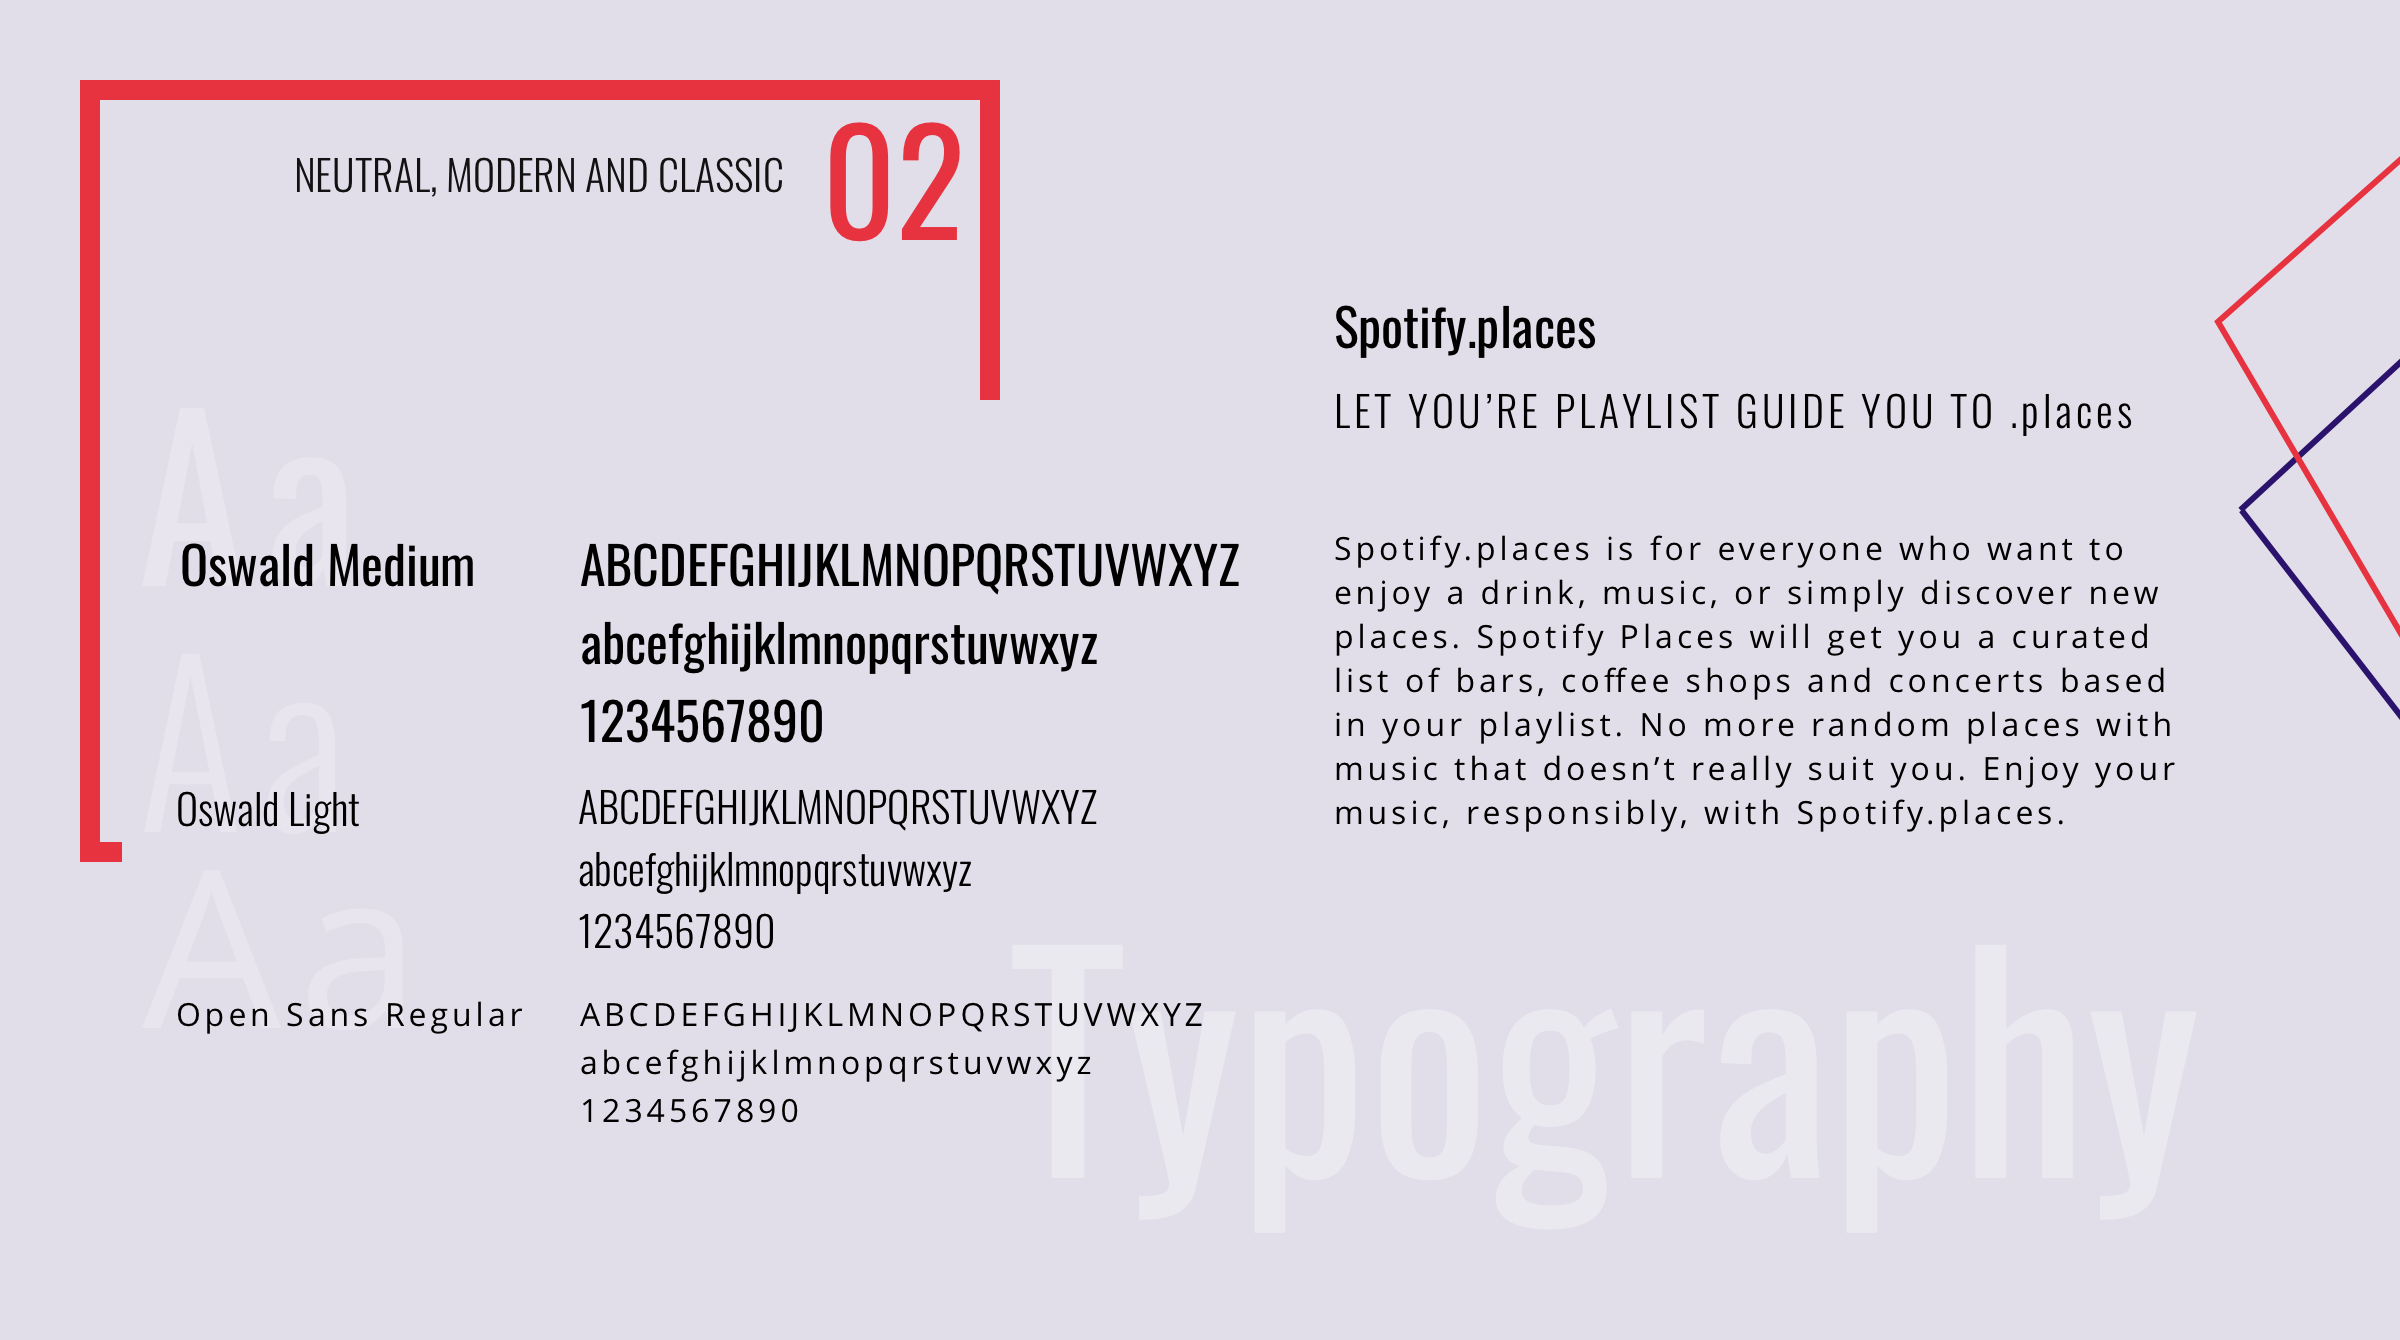 NEUTRAL, MODERN AND CLASSIC
02
Aa
Oswald Medium
ABCDEFGHIJKLMNOPQRSTUVWXYZ
abcefghijklmnopqrstuvwxyz
1234567890
Aa
Oswald Light
ABCDEFGHIJKLMNOPQRSTUVWXYZ
abcefghijklmnopqrstuvwxyz
1234567890
Aa
Open Sans Regular
ABCDEFGHIJKLMNOPQRSTUVWXYZ
abcefghijklmnopqrstuvwxyz
1234567890
Spotify.places
LET YOU’RE PLAYLIST GUIDE YOU TO .places
Spotify.places is for everyone who want to
enjoy a drink, music, or simply discover new
places. Spotify Places will get you a curated
list of bars, coffee shops and concerts based
in your playlist. No more random places with
music that doesn’t really suit you. Enjoy your
music, responsibly, with Spotify.places.
Typography